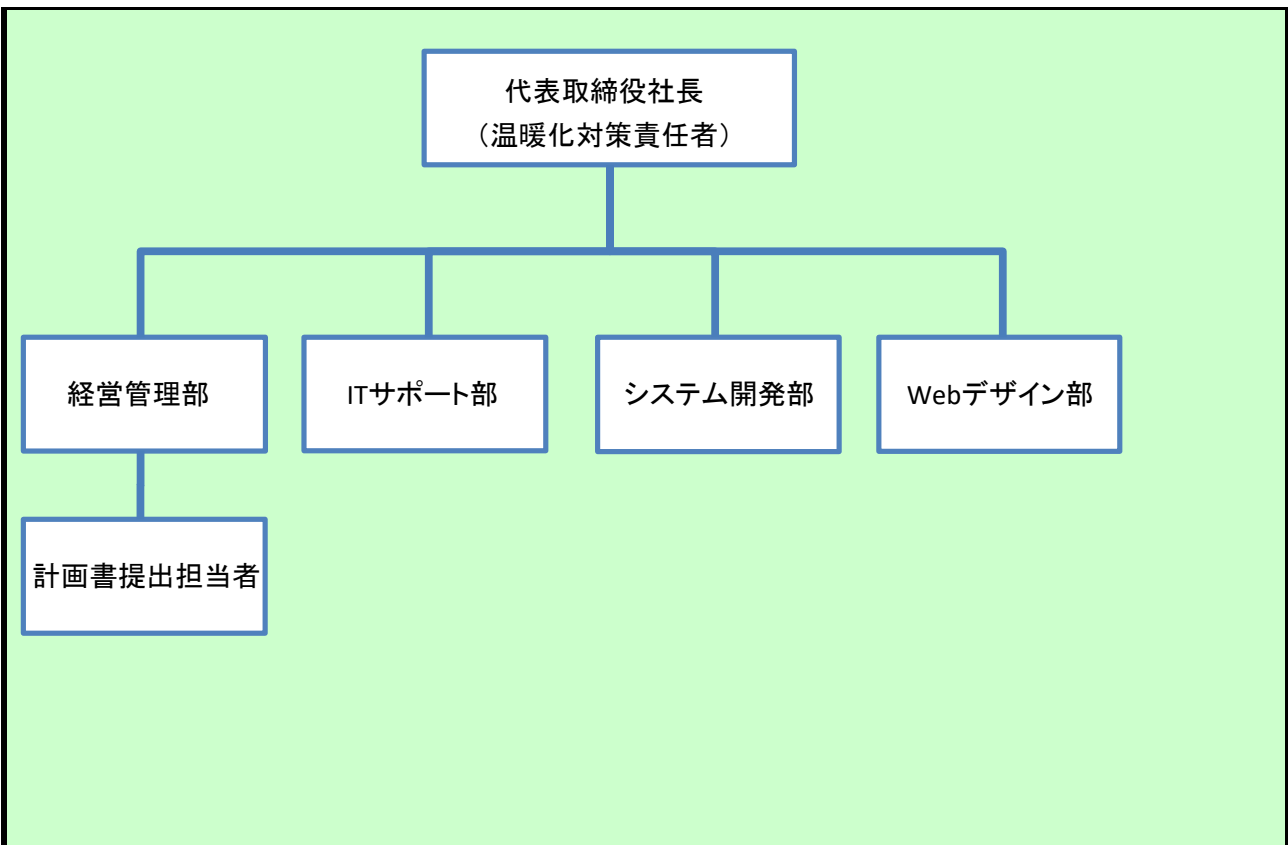 代表取締役社長
（温暖化対策責任者）
経営管理部
ITサポート部
システム開発部
Webデザイン部
計画書提出担当者